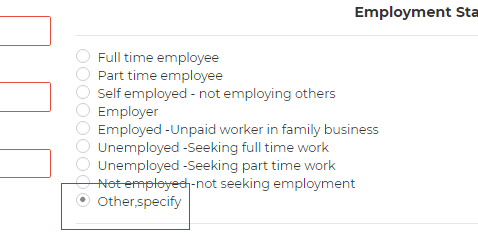 Employment Sta
Full time employee
Part time employee
Self employed - not employing others
Employer
Employed -Unpaid worker in family business
Unemployed -Seeking full time work
Unemployed -Seeking part time work
Not employed -not seeking employment
Other,specify